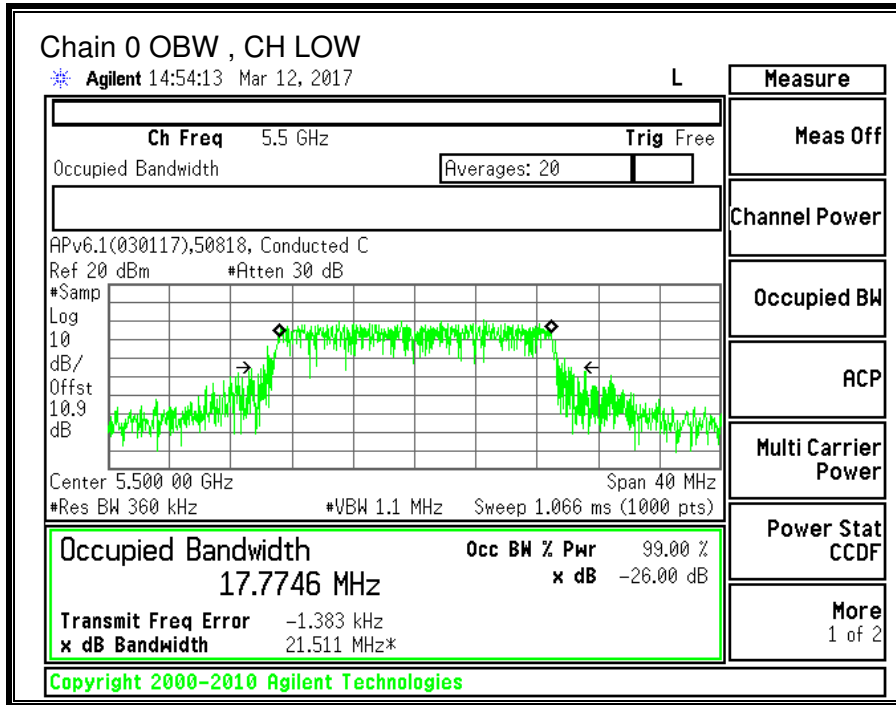 Chain 0 OBW , CH LOW
Agilent 14:54:13 Mar 12, 2017 L
Measure
Ch Freq 5.5 GHz Trig Free
Occupied Bandwidth Averages: 20
APv6.1(030117),50818, Conducted C
Ref 20 dBm #Atten 30 dB
#Samp
Log
10
dB/
Offst
10.9
dB
Center 5.500 00 GHz Span 40 MHz
#Res BW 360 kHz #VBW 1.1 MHz Sweep 1.066 ms (1000 pts)
Occupied Bandwidth Occ BW % Pwr 99.00 %
17.7746 MHz x dB -26.00 dB
Transmit Freq Error -1.383 kHz
x dB Bandwidth 21.511 MHz*
Meas Off
Channel Power
Occupied BW
ACP
Multi Carrier
Power
Power Stat
CCDF
More
1 of 2
Copyright 2000-2010 Agilent Technologies